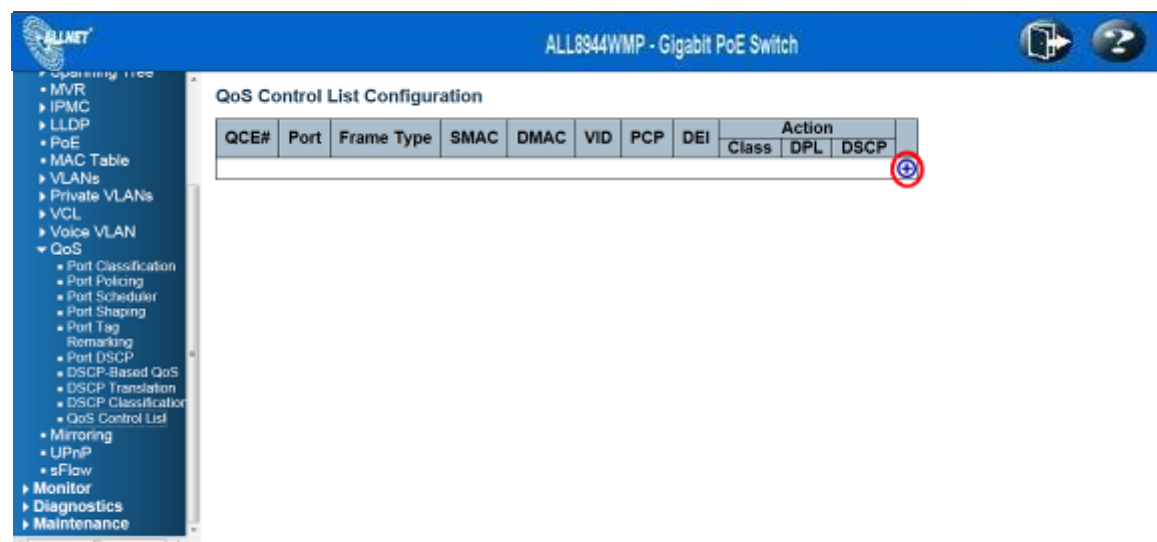 ALLNET
ALL8944WMP - Gigabit PoE Switch
Spanning Tree
MVR
IPMC
LLDP
PoE
MAC Table
VLANs
Private VLANs
VCL
Voice VLAN
QoS
Port Classification
Port Policing
Port Scheduler
Port Shaping
Port Tag
Remarking
Port DSCP
DSCP-Based QoS
DSCP Translation
DSCP Classification
QoS Control List
Mirroring
UPnP
sFlow
Monitor
Diagnostics
Maintenance
QoS Control List Configuration
QCE# Port Frame Type SMAC DMAC VID PCP DEI Action
Class DPL DSCP